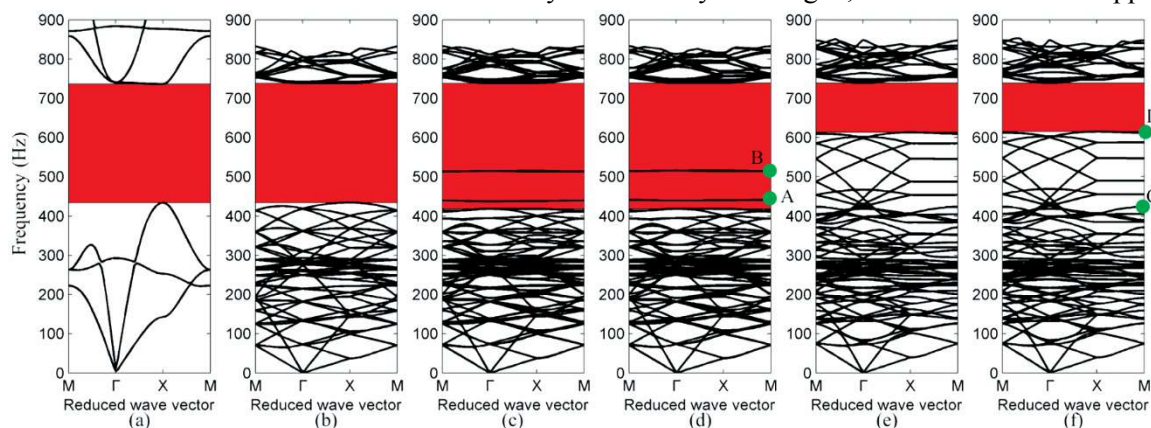 900 900 900 900 900 900
800 800 800 800 800 800
700 700 700 700 700 700
600 600 600 600 600 600
500 500 500 500 500 500
400 400 400 400 400 400
300 300 300 300 300 300
200 200 200 200 200 200
100 100 100 100 100 100
0 0 0 0 0 0
Frequency (Hz)
B
A
M Γ X M M Γ X M M Γ X M M Γ X M M Γ X M M Γ X M
Reduced wave vector Reduced wave vector Reduced wave vector Reduced wave vector Reduced wave vector Reduced wave vector
(a) (b) (c) (d) (e) (f)